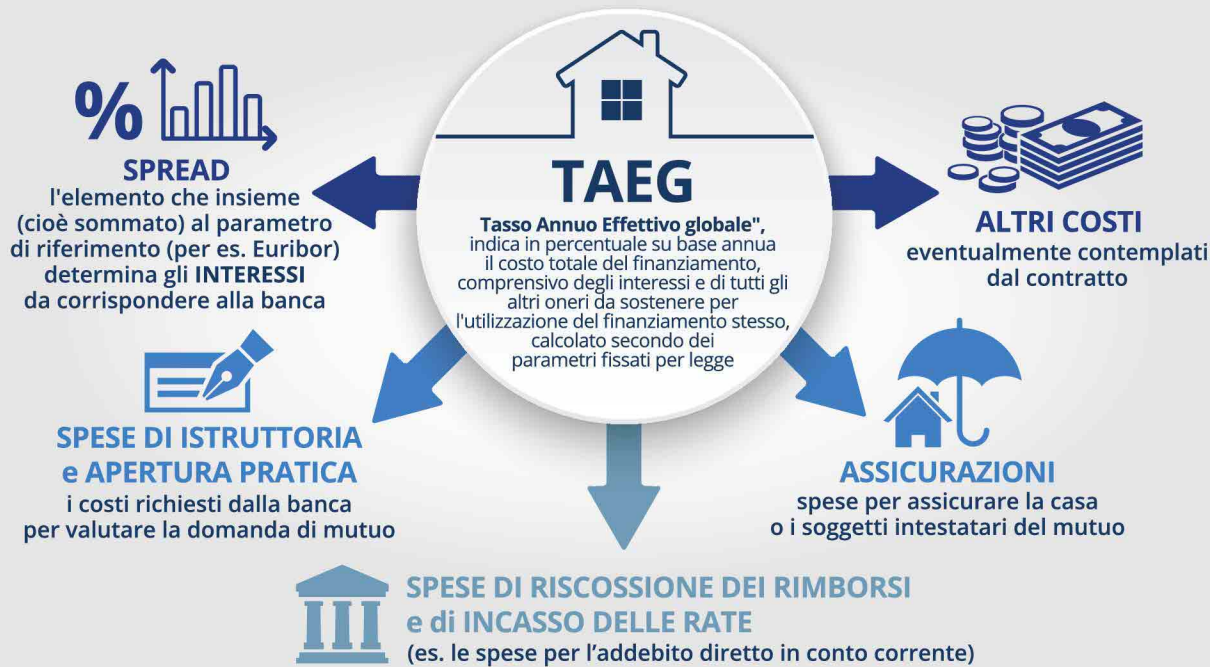 TAEG
Tasso Annuo Effettivo globale",
indica in percentuale su base annua
il costo totale del finanziamento,
comprensivo degli interessi e di tutti gli
altri oneri da sostenere per
l'utilizzazione del finanziamento stesso,
calcolato secondo dei
parametri fissati per legge
%
SPREAD
l'elemento che insieme
(cioè sommato) al parametro
di riferimento (per es. Euribor)
determina gli INTERESSI
da corrispondere alla banca
ALTRI COSTI
eventualmente contemplati
dal contratto
SPESE DI ISTRUTTORIA
e APERTURA PRATICA
i costi richiesti dalla banca
per valutare la domanda di mutuo
ASSICURAZIONI
spese per assicurare la casa
o i soggetti intestatari del mutuo
SPESE DI RISCOSSIONE DEI RIMBORSI
e di INCASSO DELLE RATE
(es. le spese per l’addebito diretto in conto corrente)